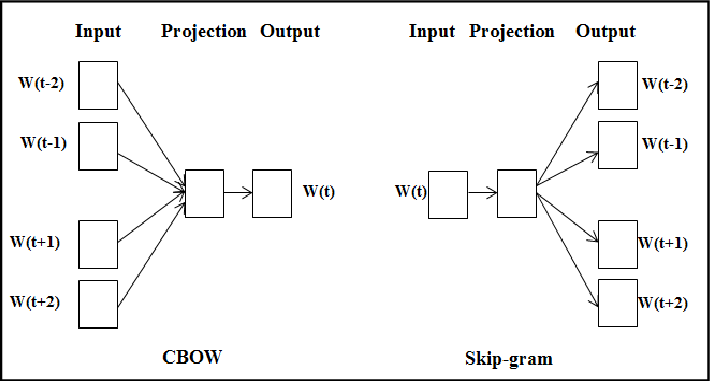 Input Projection Output
W(t-2)
W(t-1)
W(t)
W(t+1)
W(t+2)
CBOW
Input Projection Output
W(t-2)
W(t-1)
W(t)
W(t+1)
W(t+2)
Skip-gram